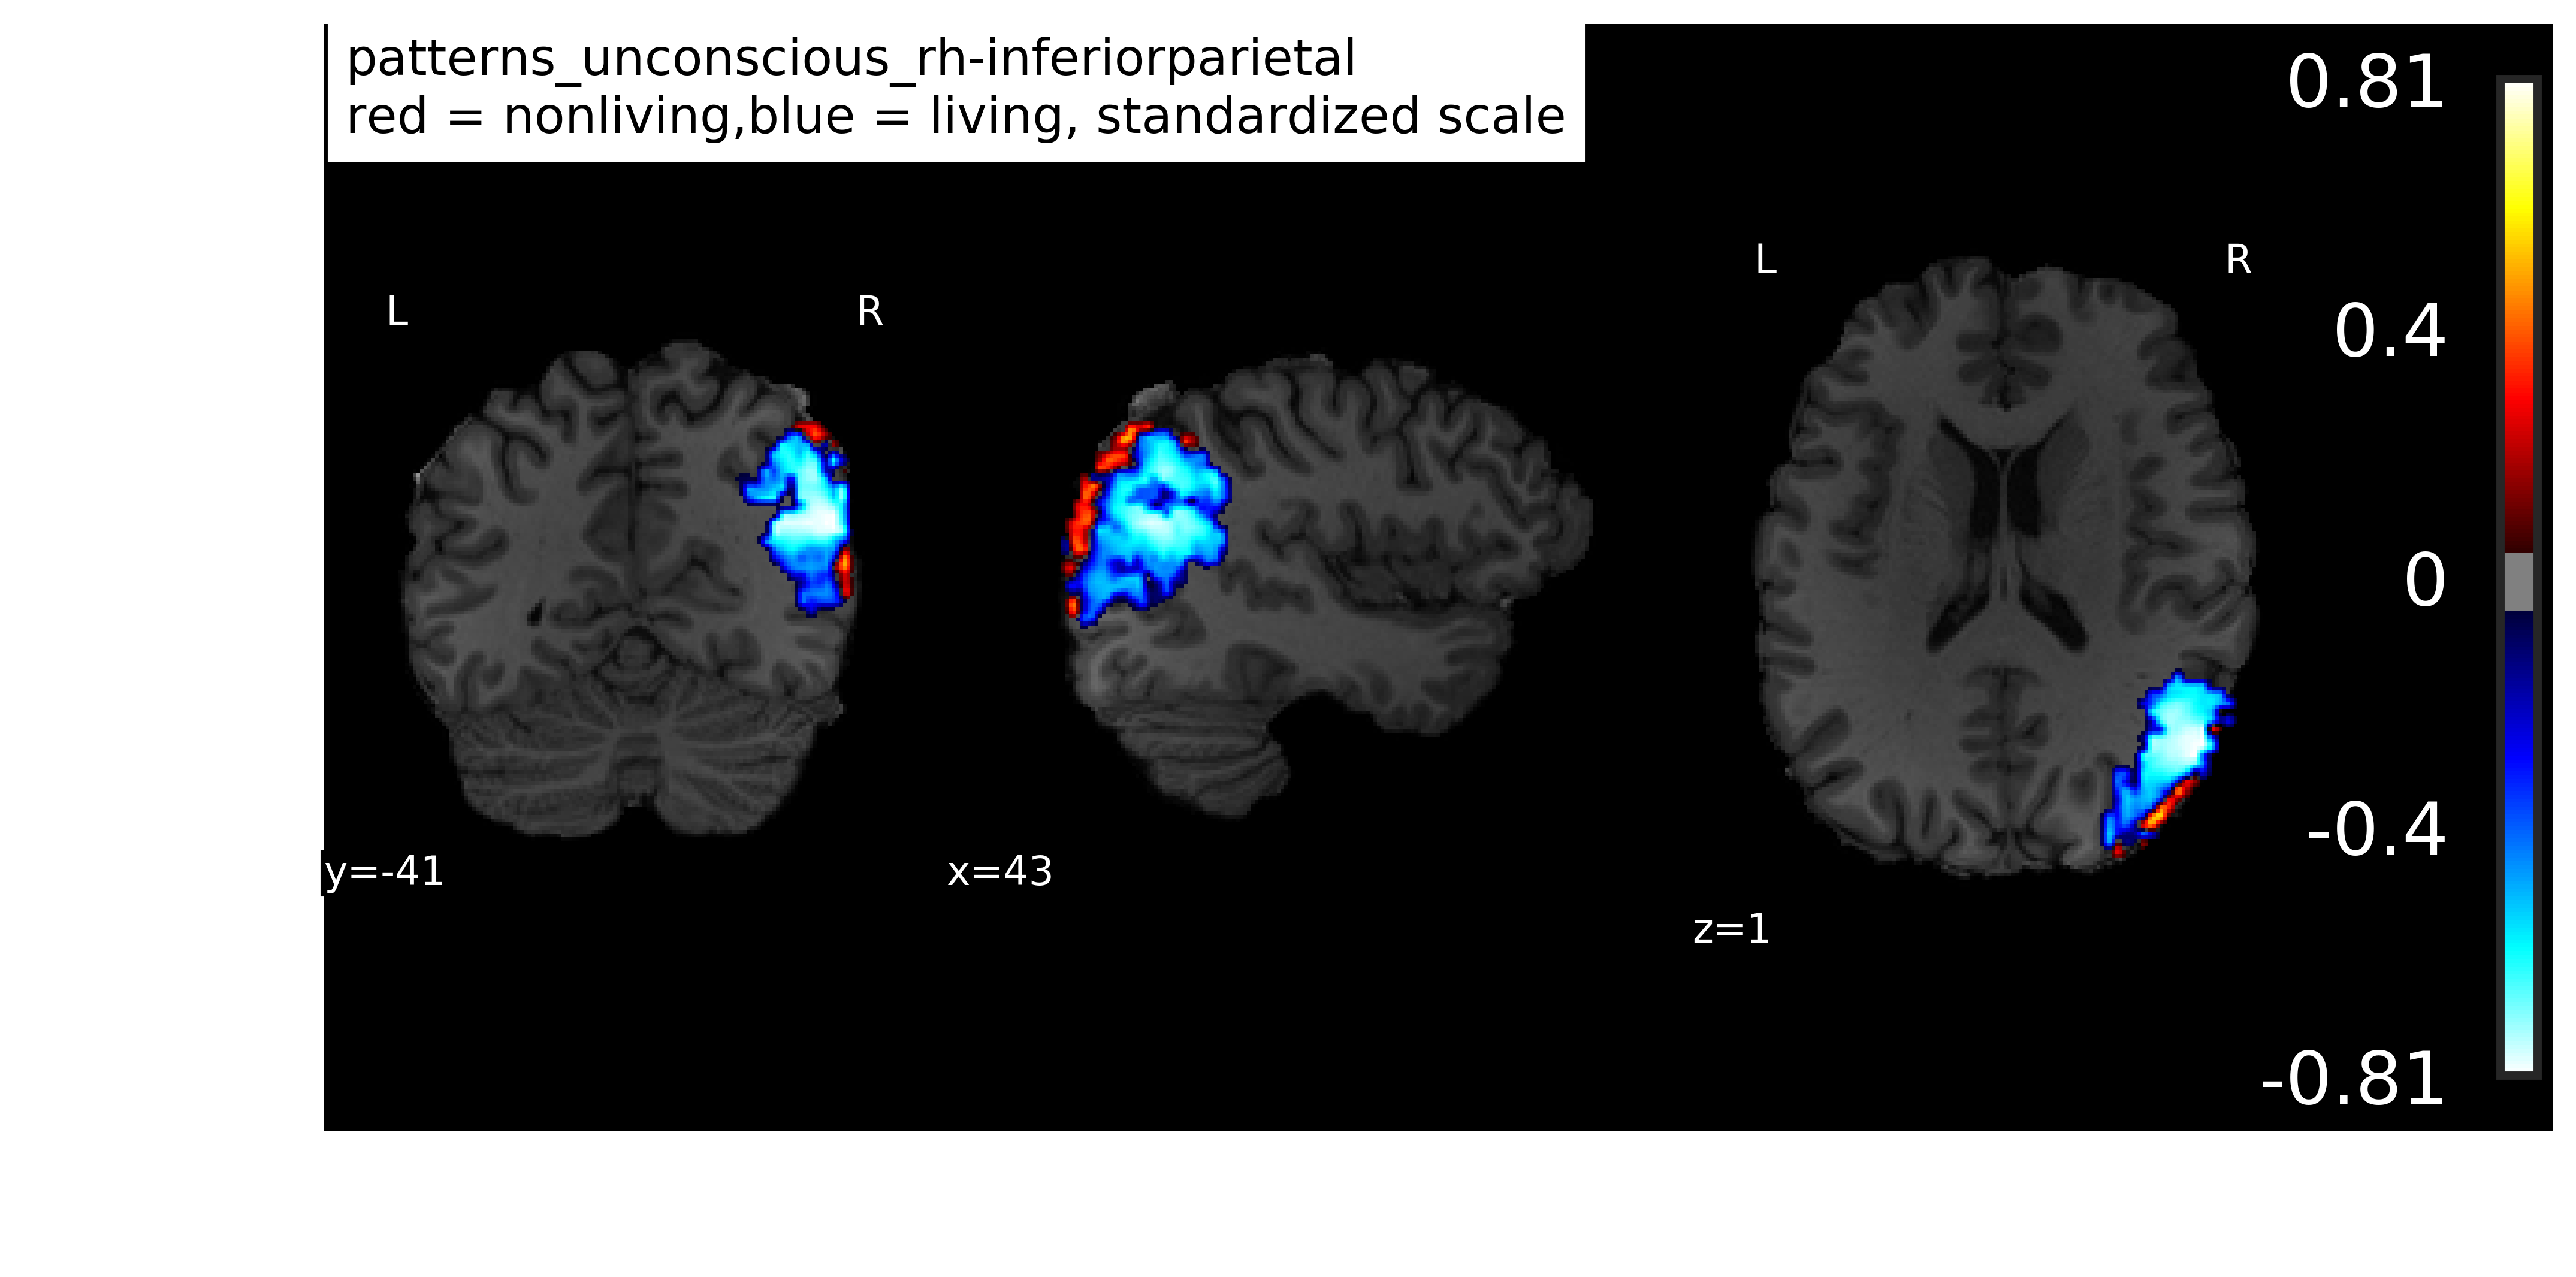 patterns_unconscious_rh-inferiorparietal
red = nonliving,blue = living, standardized scale
L
R
y=-41
x=43
L
R
z=1
0.81
0.4
0
-0.4
-0.81